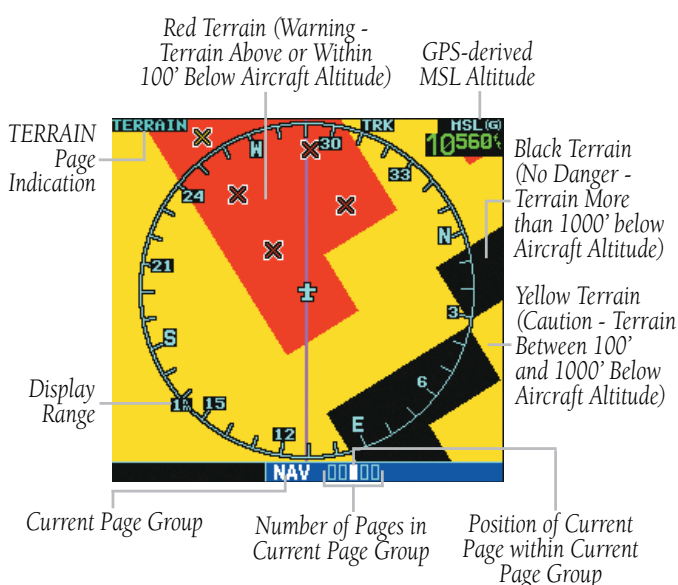 Red Terrain (Warning -
Terrain Above or Within
100' Below Aircraft Altitude)
GPS-derived
MSL Altitude
TERRAIN
Page
Indication
TERRAIN
TRK
MSL(G)
10560
W
30
33
24
N
21
3
S
6
15
E
12
Black Terrain
(No Danger -
Terrain More
than 1000' below
Aircraft Altitude)
Yellow Terrain
(Caution - Terrain
Between 100'
and 1000' Below
Aircraft Altitude)
Display
Range
NAV
Current Page Group
Number of Pages in
Current Page Group
Position of Current
Page within Current
Page Group